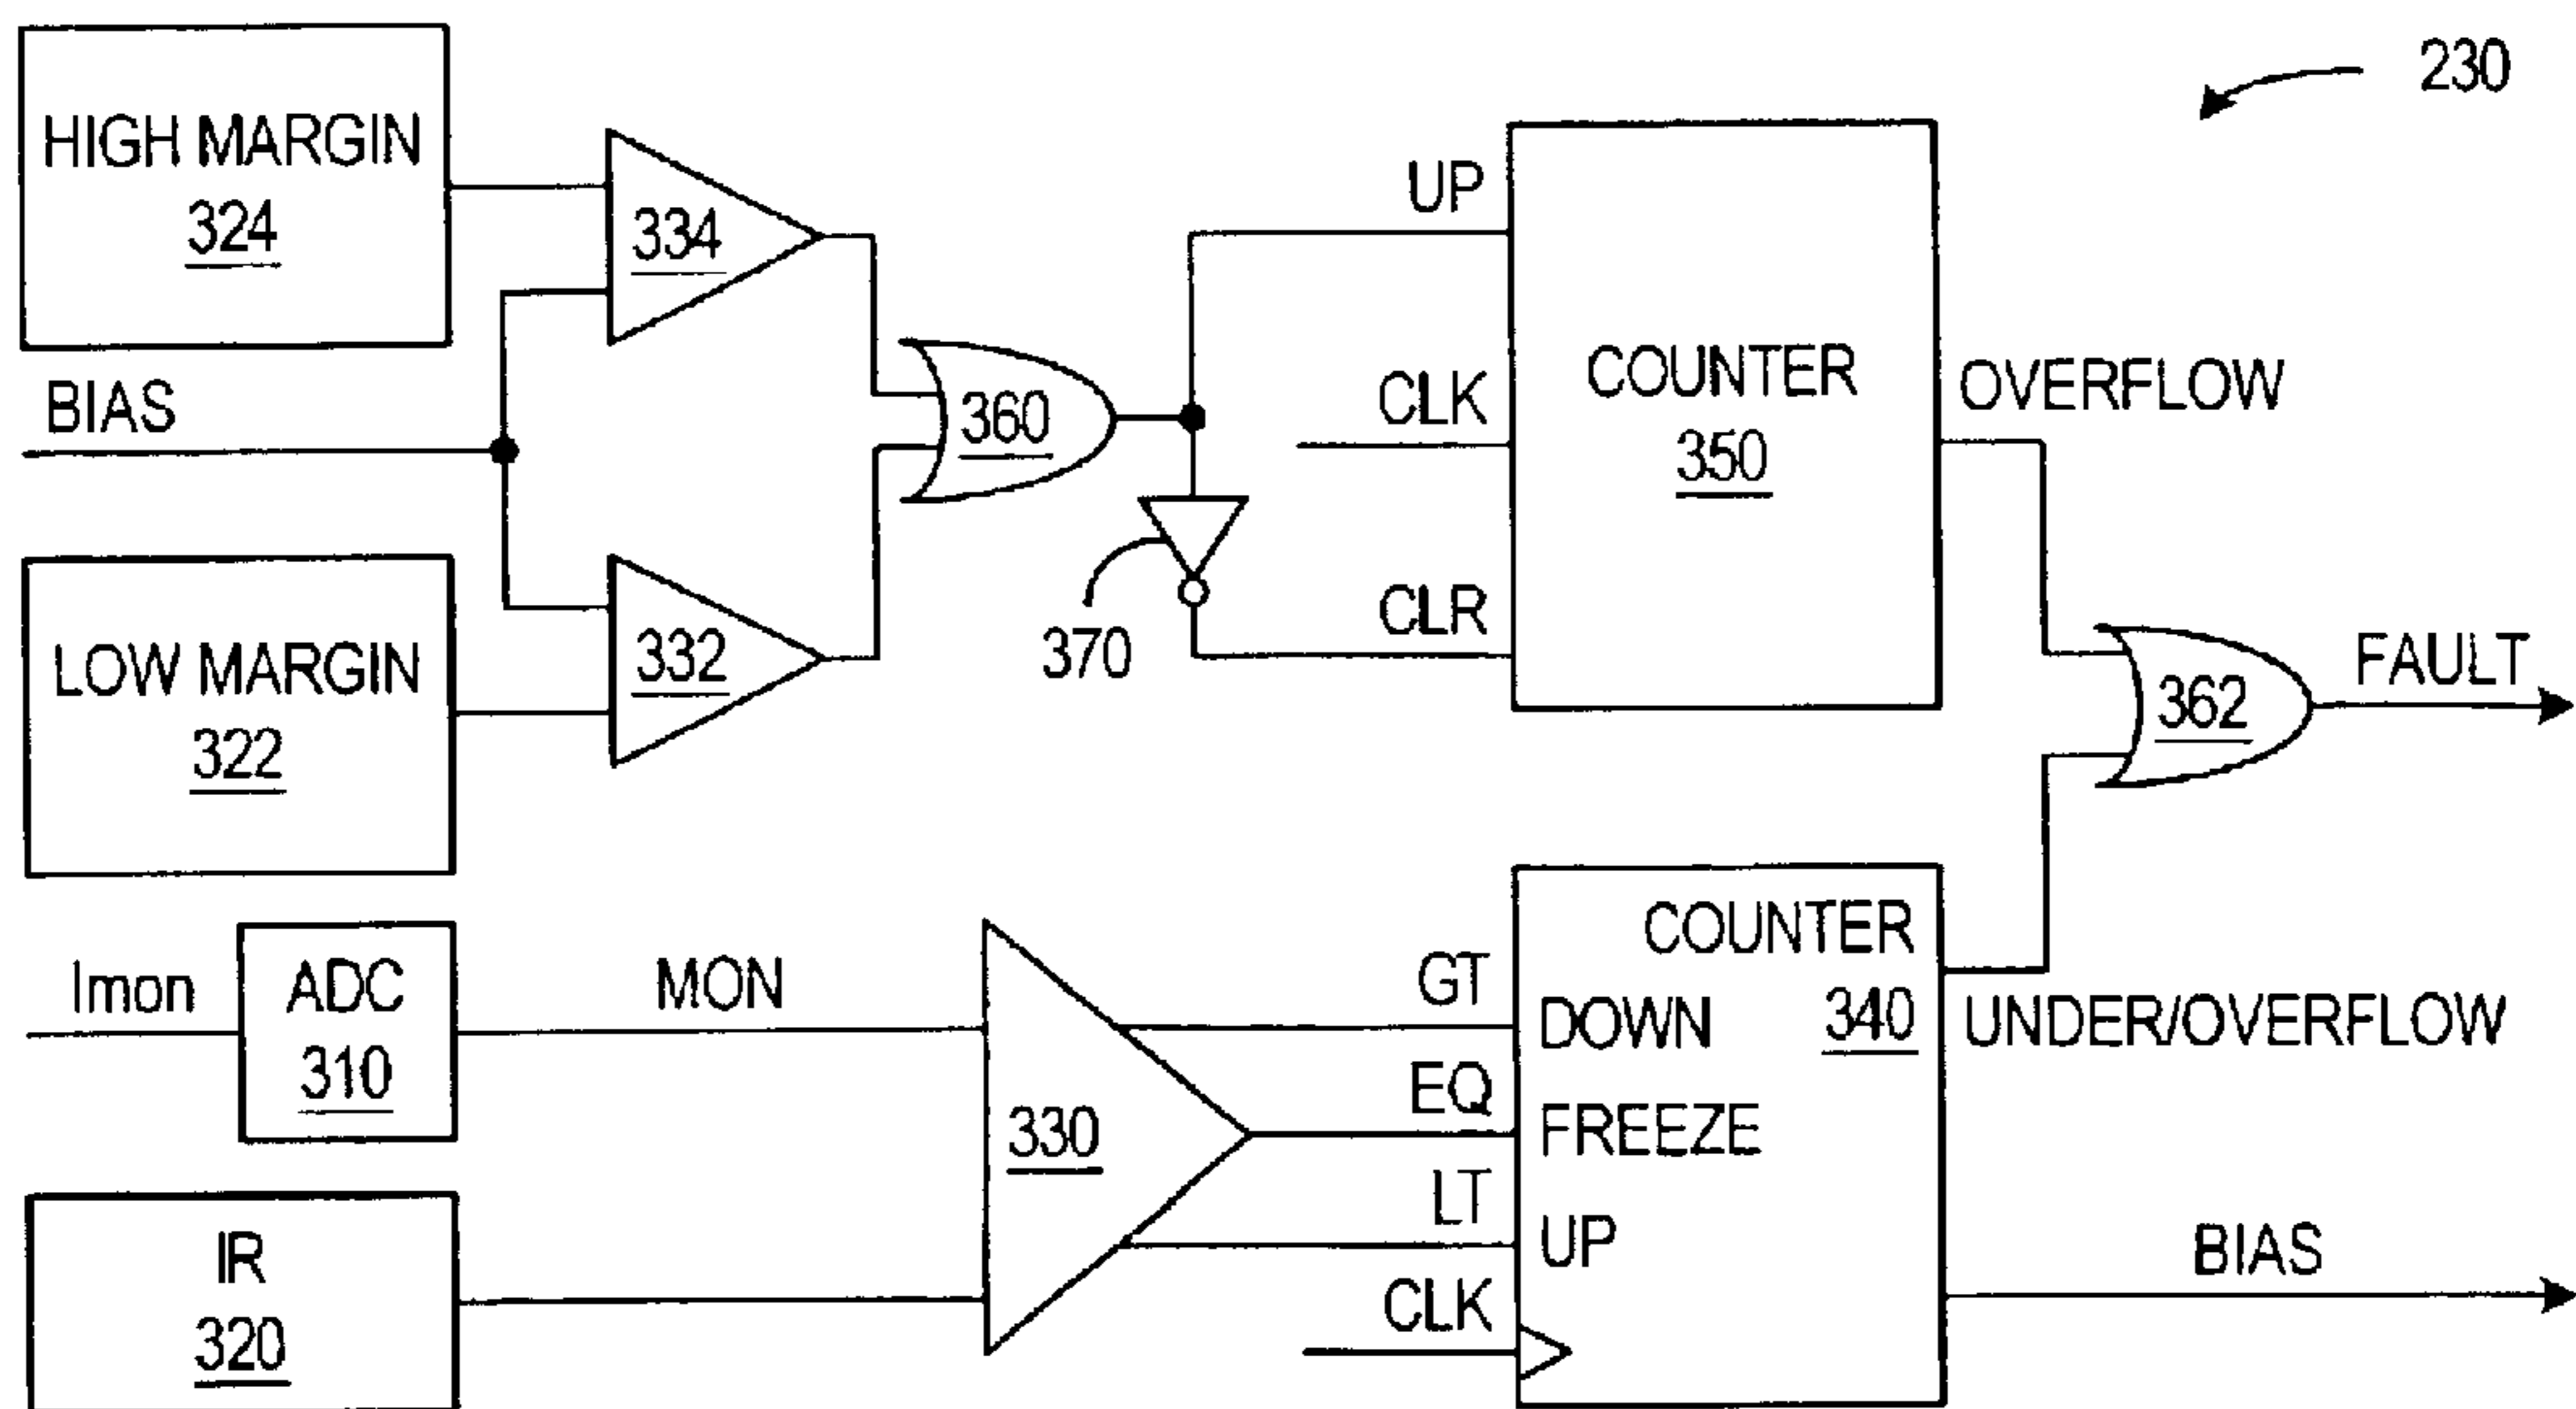 230
HIGH MARGIN
324
334
UP
BIAS
360
CLK
COUNTER
350
OVERFLOW
LOW MARGIN
322
332
370
CLR
FAULT
362
Imon
ADC
310
MON
330
GT
EQ
LT
CLK
COUNTER
340
DOWN
FREEZE
UP
UNDER/OVERFLOW
IR
320
BIAS